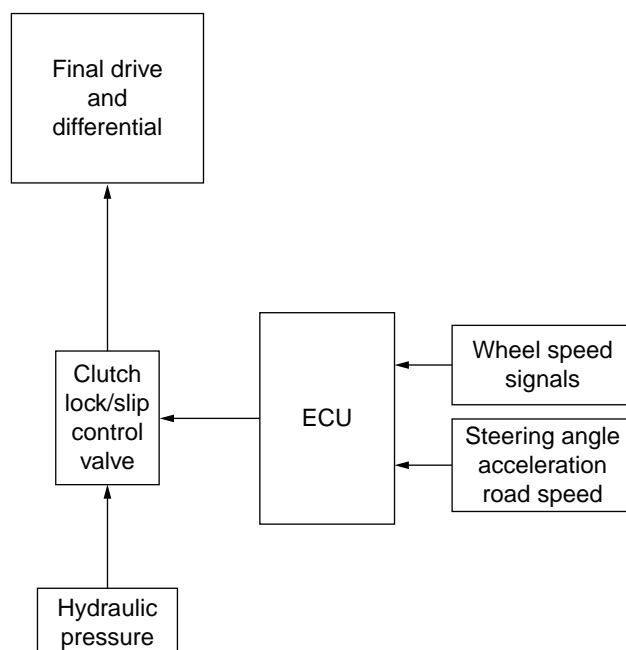 Final drive
and
differential
Clutch
lock/slip
control
valve
ECU
Wheel speed
signals
Steering angle
acceleration
road speed
Hydraulic
pressure